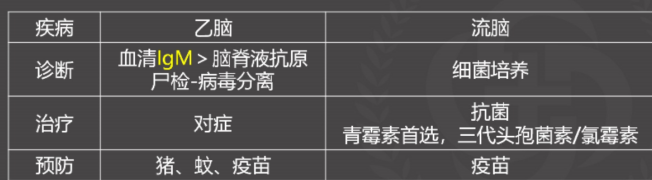 疾病 乙脑 流脑
诊断 血清IgM > 脑脊液抗原 细菌培养
尸检-病毒分离
治疗 对症 抗菌
青霉素首选，三代头孢菌素/氯霉素
预防 猪、蚊、疫苗 疫苗